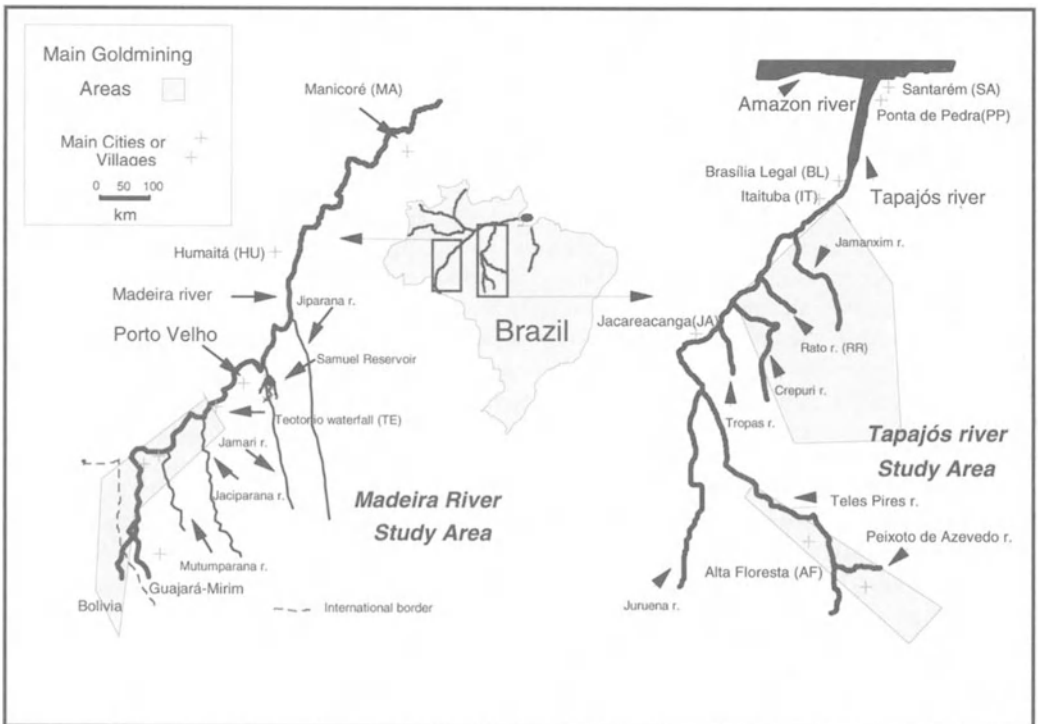 Main Goldmining
Areas
Main Cities or
Villages
0 50 100
km
Manicoré (MA)
Humaitá (HU)
Madeira river
Porto Velho
Jiparana r.
Samuel Reservoir
Teotonio waterfall (TE)
Jamari r.
Jaciparana r.
Mutumparana r.
Guajará-Mirim
Bolivia
International border
Madeira River
Study Area
Brazil
Amazon river
Santarém (SA)
Ponta de Pedra(PP)
Brasília Legal (BL)
Itaituba (IT)
Tapajós river
Jamanxim r.
Jacareacanga(JA)
Rato r. (RR)
Crepuri r.
Tropas r.
Tapajós river
Study Area
Teles Pires r.
Peixoto de Azevedo r.
Alta Floresta (AF)
Juruena r.